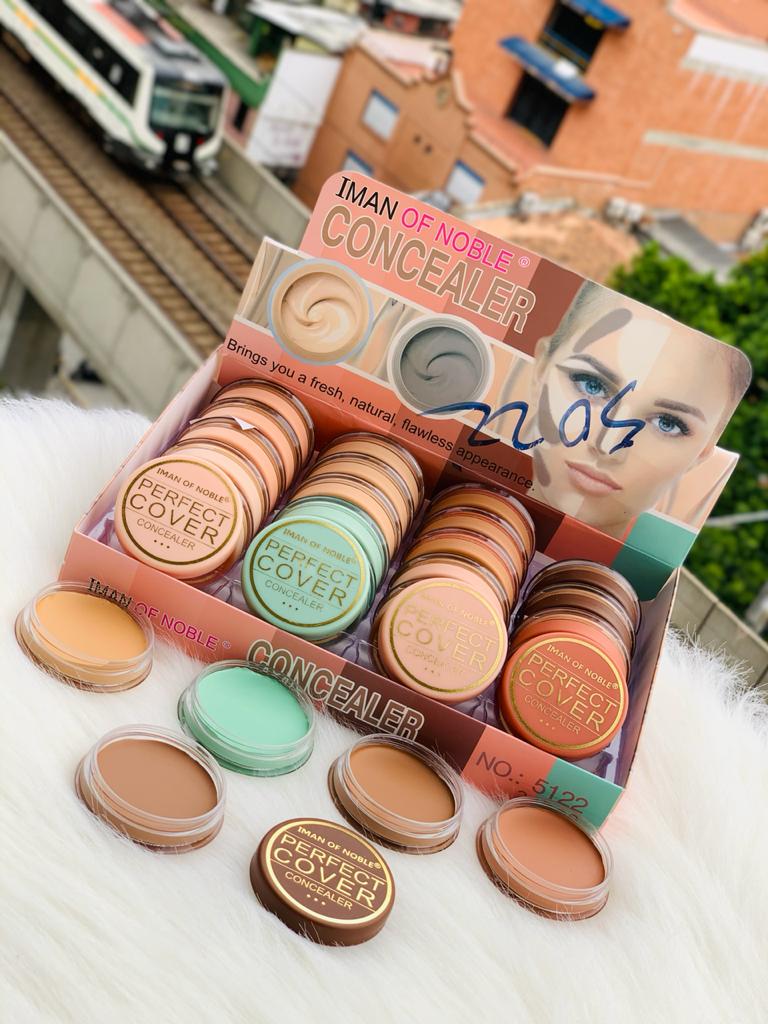 IMAN OF NOBLE®
CONCEALER
Brings you a fresh, natural, flawless appearance.
IMAN OF NOBLE®
PERFECT
COVER
CONCEALER
IMAN OF NOBLE®
PERFECT
COVER
CONCEALER
IMAN OF NOBLE®
PERFECT
COVER
CONCEALER
IMAN OF NOBLE®
PERFECT
COVER
CONCEALER
IMAN OF NOBLE®
CONCEALER
NO.: 5122
IMAN OF NOBLE®
PERFECT
COVER
CONCEALER